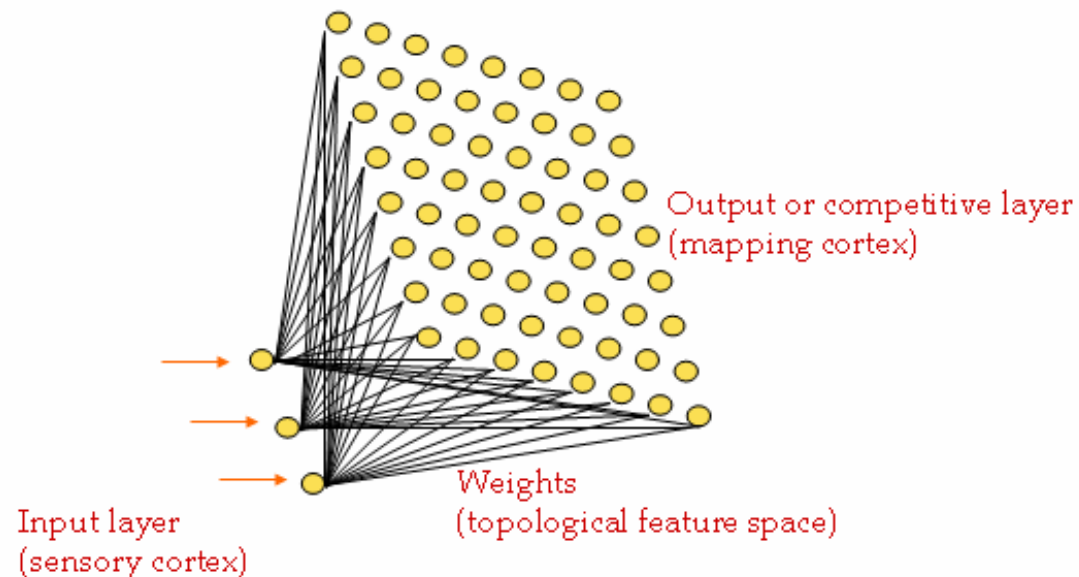 Output or competitive layer
(mapping cortex)
Weights
(topological feature space)
Input layer
(sensory cortex)